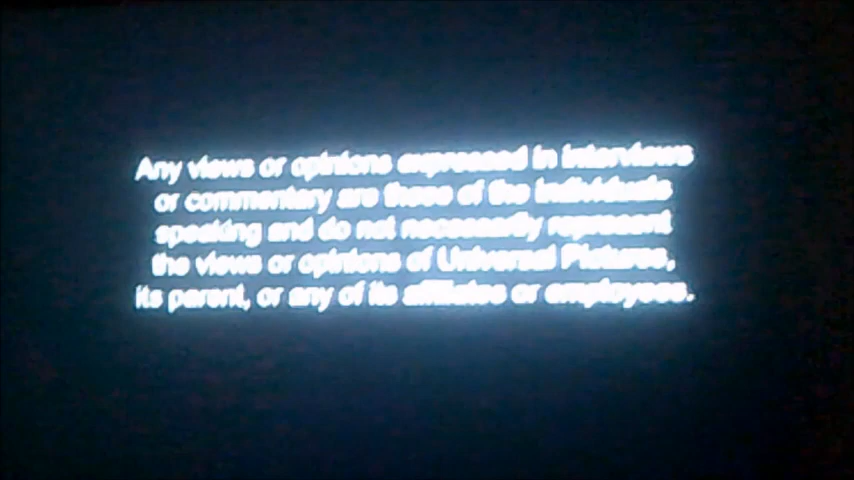 Any views or opinions expressed in interviews
or commentary are those of the individuals
speaking and do not necessarily represent
the views or opinions of Universal Pictures,
its parent, or any of its affiliates or employees.